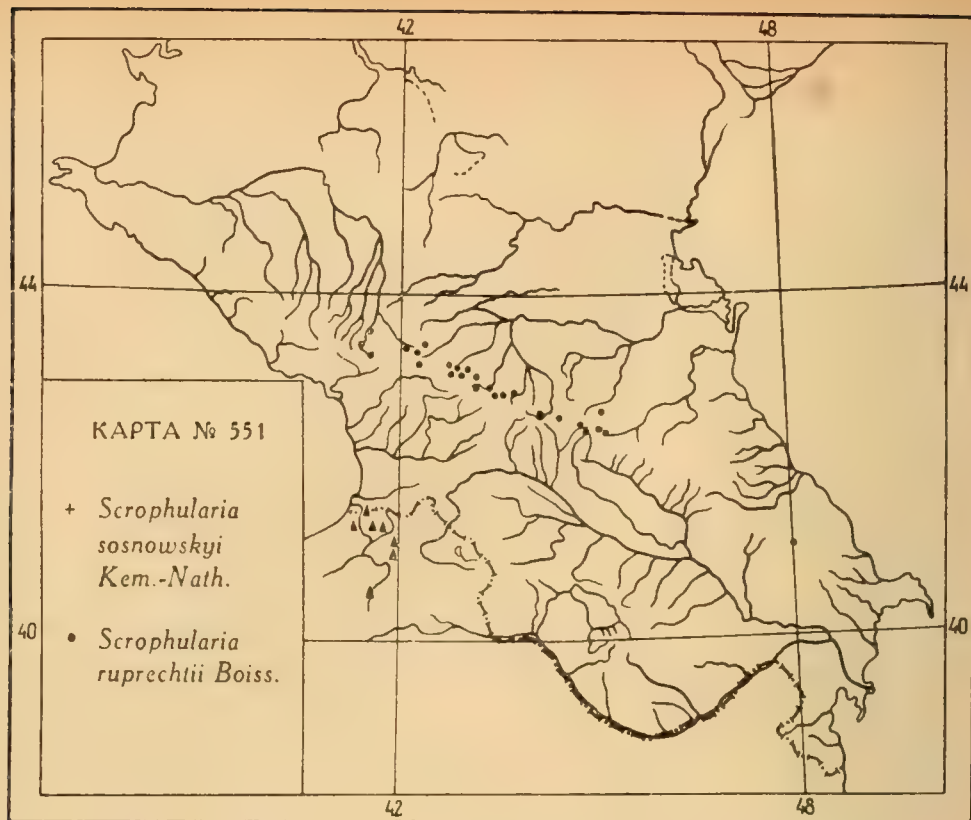 42 48
44 44
КАРТА № 551
+ Scrophularia
sosnowskyi
Kem.-Nath.
• Scrophularia
ruprechtii Boiss.
40 40
42 48